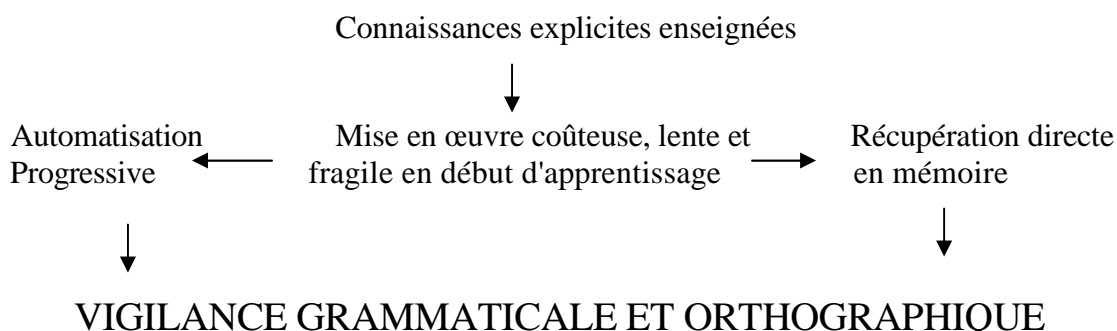 Connaissances explicites enseignées
Automatisation
Progressive
Mise en œuvre coûteuse, lente et
fragile en début d'apprentissage
Récupération directe
en mémoire
VIGILANCE GRAMMATICALE ET ORTHOGRAPHIQUE